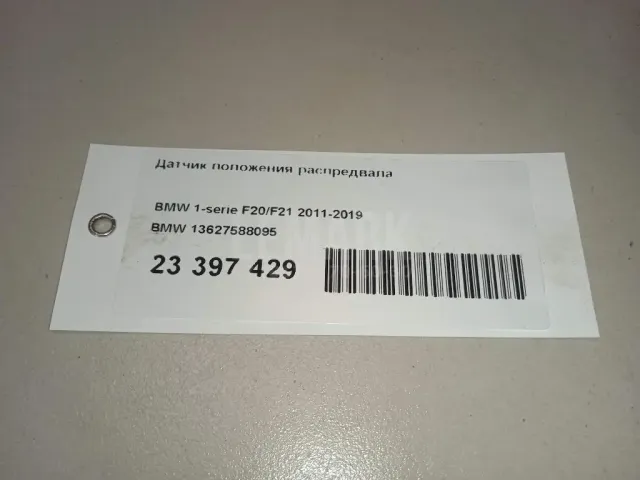 Датчик положения распредвала
BMW 1-serie F20/F21 2011-2019
BMW 13627588095
23 397 429